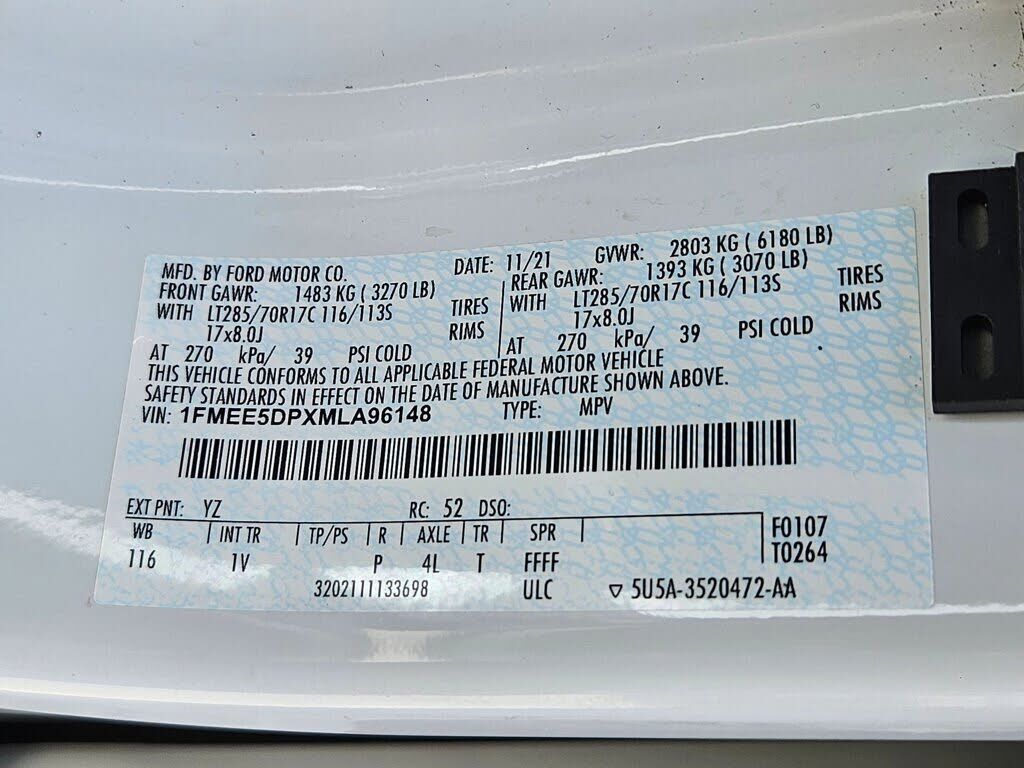 MFD. BY FORD MOTOR CO. DATE: 11/21 GVWR: 2803 KG ( 6180 LB)
FRONT GAWR: 1483 KG ( 3270 LB) REAR GAWR: 1393 KG ( 3070 LB)
WITH LT285/70R17C 116/113S TIRES WITH LT285/70R17C 116/113S TIRES
17x8.0J RIMS 17x8.0J RIMS
AT 270 kPa/ 39 PSI COLD AT 270 kPa/ 39 PSI COLD
THIS VEHICLE CONFORMS TO ALL APPLICABLE FEDERAL MOTOR VEHICLE
SAFETY STANDARDS IN EFFECT ON THE DATE OF MANUFACTURE SHOWN ABOVE.
VIN: 1FMEE5DPXMLA96148 TYPE: MPV
EXT PNT: YZ RC: 52 DSO:
WB INT TR TP/PS R AXLE TR SPR F0107
116 1V P 4L T FFFF T0264
3202111133698 ULC ▽ 5U5A-3520472-AA